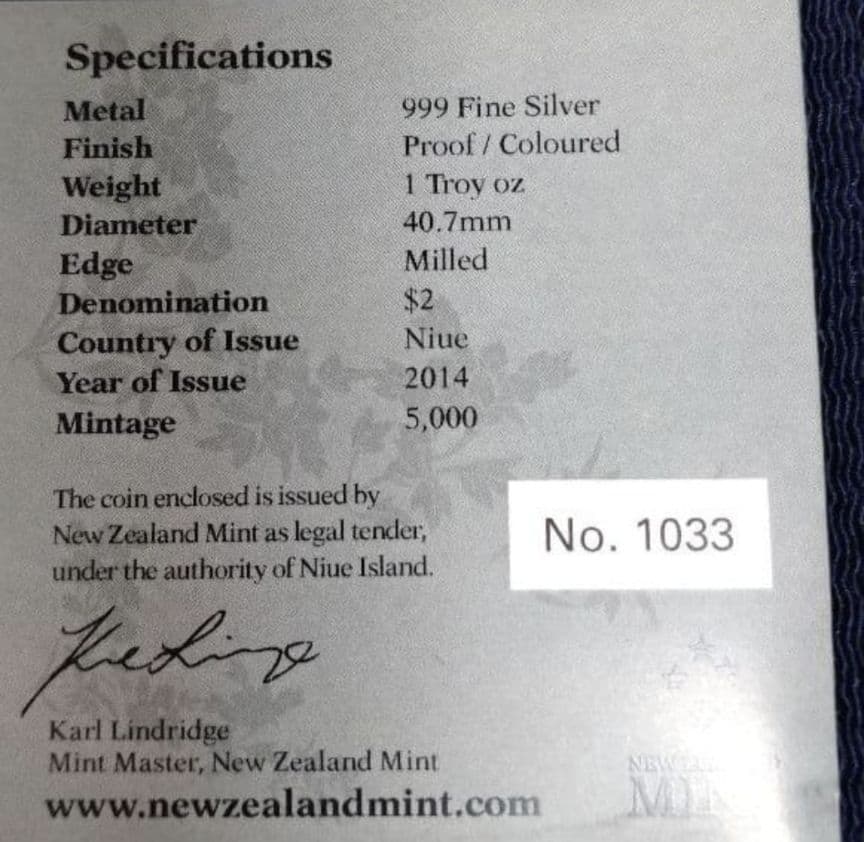 Specifications
Metal 999 Fine Silver
Finish Proof / Coloured
Weight 1 Troy oz
Diameter 40.7mm
Edge Milled
Denomination $2
Country of Issue Niue
Year of Issue 2014
Mintage 5,000
The coin enclosed is issued by
New Zealand Mint as legal tender,
under the authority of Niue Island.
No. 1033
Karl Lindridge
Mint Master, New Zealand Mint
www.newzealandmint.com
NEW